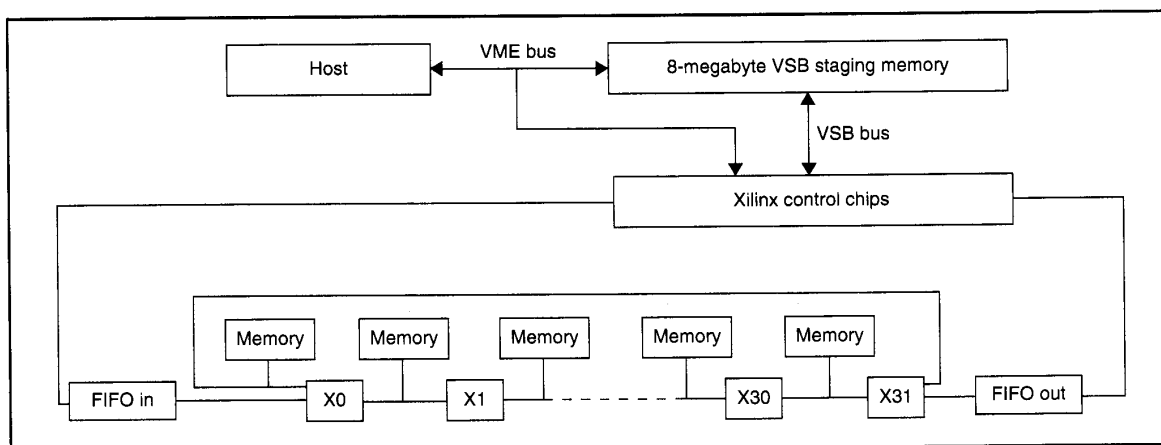 Host
VME bus
8-megabyte VSB staging memory
VSB bus
Xilinx control chips
Memory
Memory
Memory
Memory
Memory
FIFO in
X0
X1
X30
X31
FIFO out